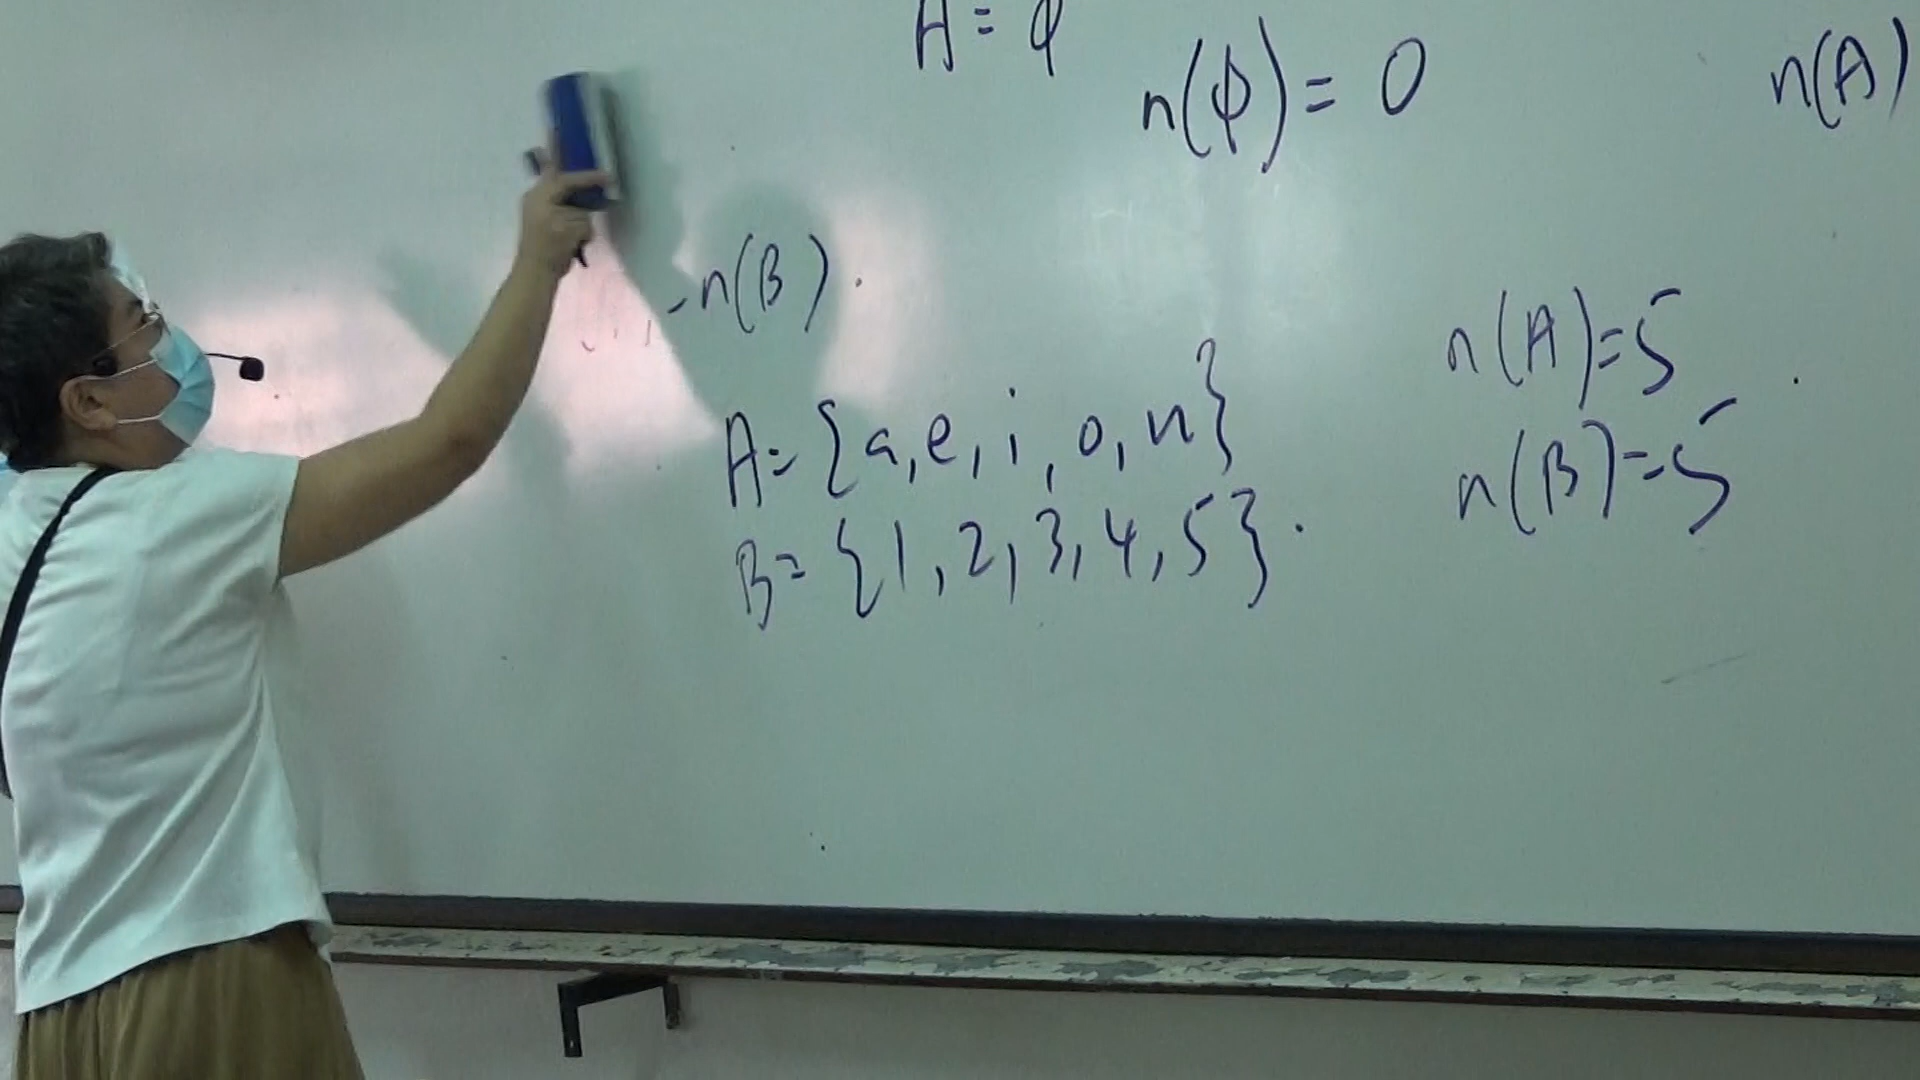 A = φ
n(φ) = 0
n(A)
-n(B).
A = {a, e, i, o, u}
B = {1, 2, 3, 4, 5}.
n(A) = 5
n(B) = 5